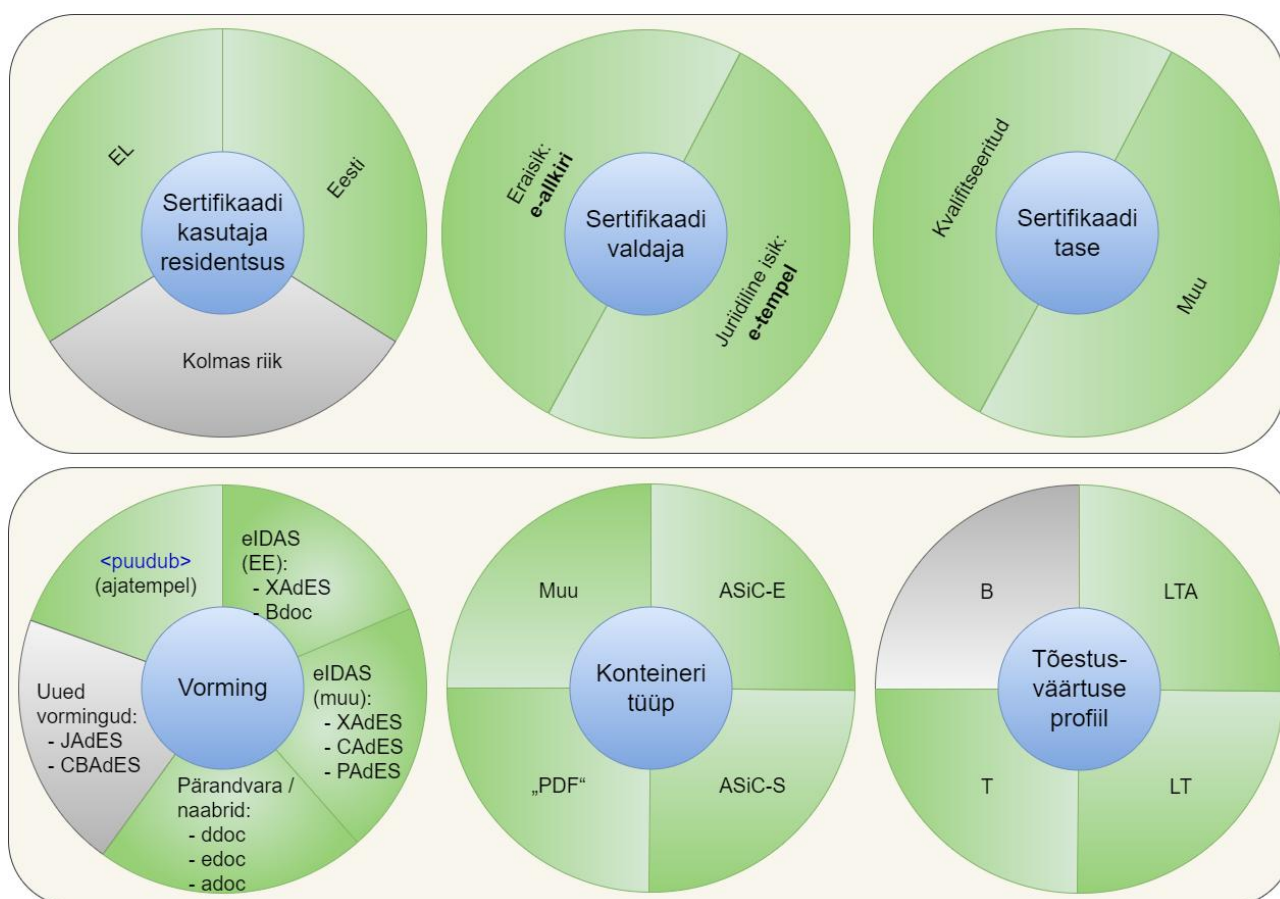 EL
Eesti
Sertifikaadi
kasutaja
residentsus
Kolmas riik
Eraisik:
e-allkiri
Sertifikaadi
valdaja
Juriidiline isik:
e-tempel
Kvalifitseeritud
Sertifikaadi
tase
Muu
<puudub>
(ajatempel)
eIDAS
(EE):
- XAdES
- Bdoc
Vorming
eIDAS
(muu):
- XAdES
- CAdES
- PAdES
Uued
vormingud:
- JAdES
- CBAdES
Pärandvara /
naabrid:
- ddoc
- edoc
- adoc
Muu
ASiC-E
Konteineri
tüüp
„PDF“
ASiC-S
B
LTA
Tõestus-
väärtuse
profiil
T
LT